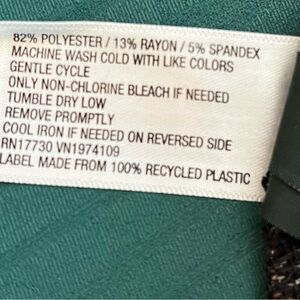 82% POLYESTER / 13% RAYON / 5% SPANDEX
MACHINE WASH COLD WITH LIKE COLORS
GENTLE CYCLE
ONLY NON-CHLORINE BLEACH IF NEEDED
TUMBLE DRY LOW
REMOVE PROMPTLY
COOL IRON IF NEEDED ON REVERSED SIDE
RN17730 VN1974109
LABEL MADE FROM 100% RECYCLED PLASTIC